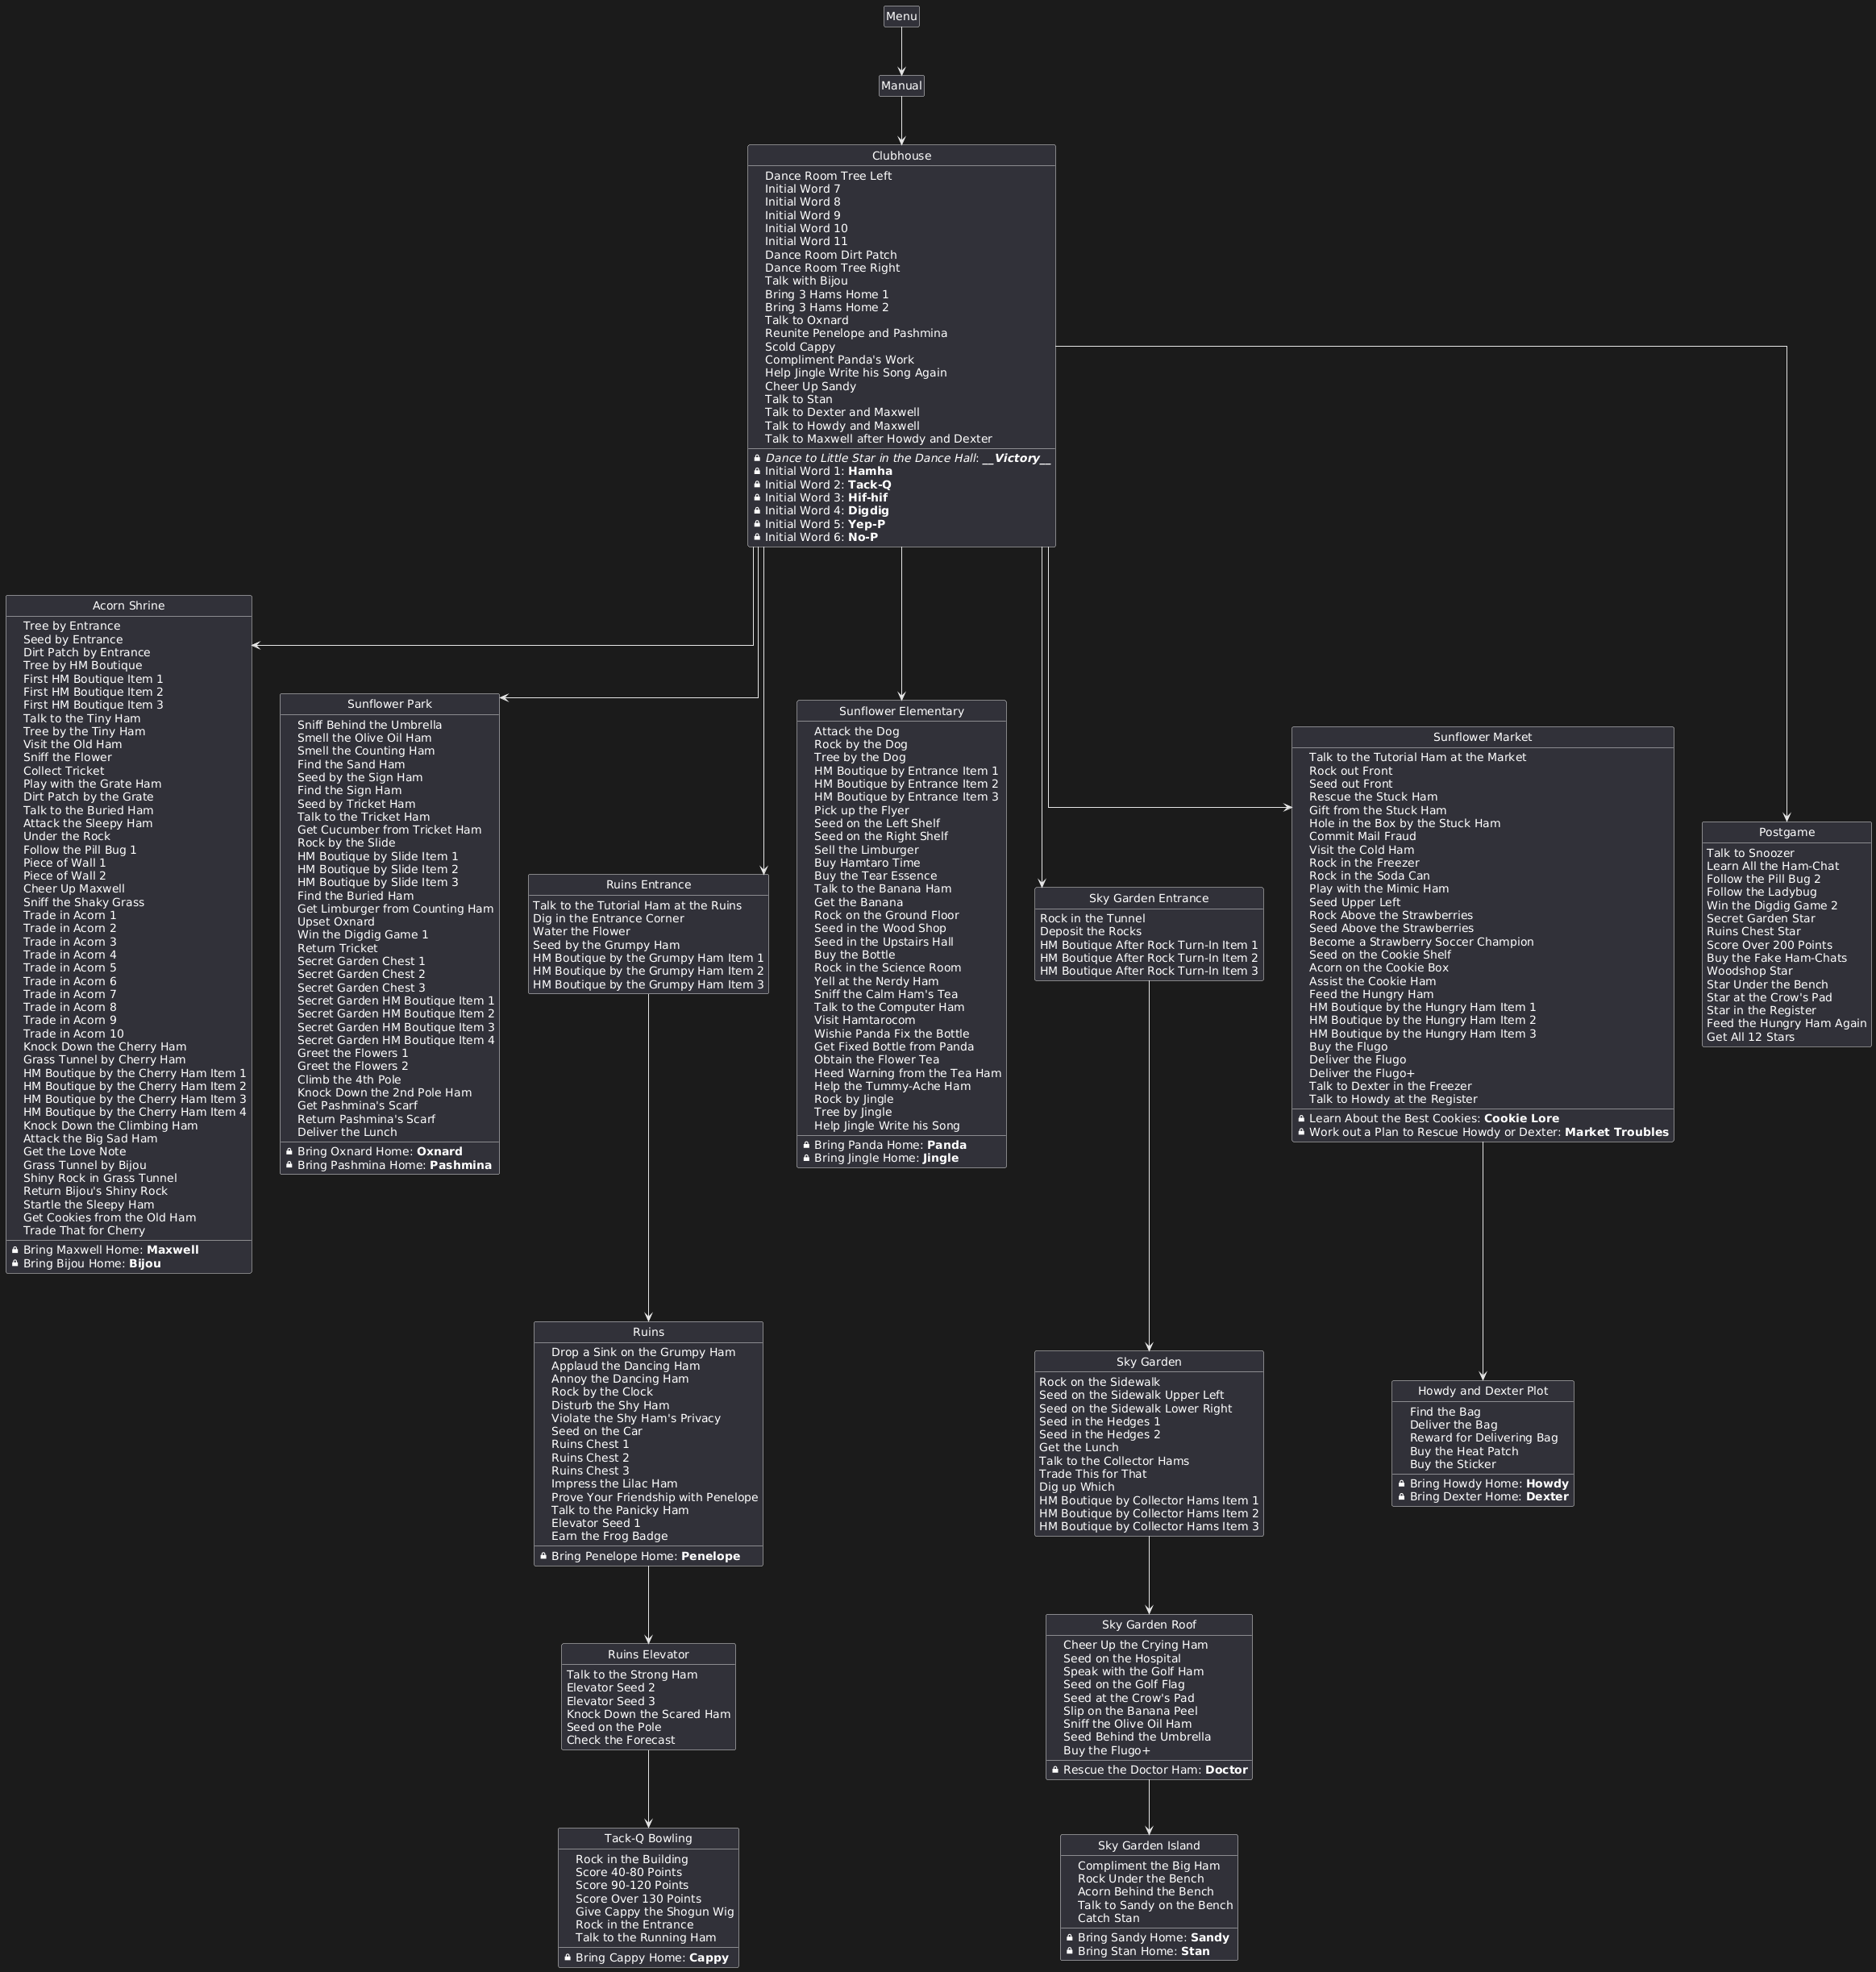 Menu
Manual
Clubhouse
Dance Room Tree Left
Initial Word 7
Initial Word 8
Initial Word 9
Initial Word 10
Initial Word 11
Dance Room Dirt Patch
Dance Room Tree Right
Talk with Bijou
Bring 3 Hams Home 1
Bring 3 Hams Home 2
Talk to Oxnard
Reunite Penelope and Pashmina
Scold Cappy
Compliment Panda's Work
Help Jingle Write his Song Again
Cheer Up Sandy
Talk to Stan
Talk to Dexter and Maxwell
Talk to Howdy and Maxwell
Talk to Maxwell after Howdy and Dexter
Dance to Little Star in the Dance Hall: __Victory__
Initial Word 1: Hamha
Initial Word 2: Tack-Q
Initial Word 3: Hif-hif
Initial Word 4: Digdig
Initial Word 5: Yep-P
Initial Word 6: No-P
Acorn Shrine
Tree by Entrance
Seed by Entrance
Dirt Patch by Entrance
Tree by HM Boutique
First HM Boutique Item 1
First HM Boutique Item 2
First HM Boutique Item 3
Talk to the Tiny Ham
Tree by the Tiny Ham
Visit the Old Ham
Sniff the Flower
Collect Tricket
Play with the Grate Ham
Dirt Patch by the Grate
Talk to the Buried Ham
Attack the Sleepy Ham
Under the Rock
Follow the Pill Bug 1
Piece of Wall 1
Piece of Wall 2
Cheer Up Maxwell
Sniff the Shaky Grass
Trade in Acorn 1
Trade in Acorn 2
Trade in Acorn 3
Trade in Acorn 4
Trade in Acorn 5
Trade in Acorn 6
Trade in Acorn 7
Trade in Acorn 8
Trade in Acorn 9
Trade in Acorn 10
Knock Down the Cherry Ham
Grass Tunnel by Cherry Ham
HM Boutique by the Cherry Ham Item 1
HM Boutique by the Cherry Ham Item 2
HM Boutique by the Cherry Ham Item 3
HM Boutique by the Cherry Ham Item 4
Knock Down the Climbing Ham
Attack the Big Sad Ham
Get the Love Note
Grass Tunnel by Bijou
Shiny Rock in Grass Tunnel
Return Bijou's Shiny Rock
Startle the Sleepy Ham
Get Cookies from the Old Ham
Trade That for Cherry
Bring Maxwell Home: Maxwell
Bring Bijou Home: Bijou
Sunflower Park
Sniff Behind the Umbrella
Smell the Olive Oil Ham
Smell the Counting Ham
Find the Sand Ham
Seed by the Sign Ham
Find the Sign Ham
Seed by Tricket Ham
Talk to the Tricket Ham
Get Cucumber from Tricket Ham
Rock by the Slide
HM Boutique by Slide Item 1
HM Boutique by Slide Item 2
HM Boutique by Slide Item 3
Find the Buried Ham
Get Limburger from Counting Ham
Upset Oxnard
Win the Digdig Game 1
Return Tricket
Secret Garden Chest 1
Secret Garden Chest 2
Secret Garden Chest 3
Secret Garden HM Boutique Item 1
Secret Garden HM Boutique Item 2
Secret Garden HM Boutique Item 3
Secret Garden HM Boutique Item 4
Greet the Flowers 1
Greet the Flowers 2
Climb the 4th Pole
Knock Down the 2nd Pole Ham
Get Pashmina's Scarf
Return Pashmina's Scarf
Deliver the Lunch
Bring Oxnard Home: Oxnard
Bring Pashmina Home: Pashmina
Ruins Entrance
Talk to the Tutorial Ham at the Ruins
Dig in the Entrance Corner
Water the Flower
Seed by the Grumpy Ham
HM Boutique by the Grumpy Ham Item 1
HM Boutique by the Grumpy Ham Item 2
HM Boutique by the Grumpy Ham Item 3
Sunflower Elementary
Attack the Dog
Rock by the Dog
Tree by the Dog
HM Boutique by Entrance Item 1
HM Boutique by Entrance Item 2
HM Boutique by Entrance Item 3
Pick up the Flyer
Seed on the Left Shelf
Seed on the Right Shelf
Sell the Limburger
Buy Hamtaro Time
Buy the Tear Essence
Talk to the Banana Ham
Get the Banana
Rock on the Ground Floor
Seed in the Wood Shop
Seed in the Upstairs Hall
Buy the Bottle
Rock in the Science Room
Yell at the Nerdy Ham
Sniff the Calm Ham's Tea
Talk to the Computer Ham
Visit Hamtarocom
Wishie Panda Fix the Bottle
Get Fixed Bottle from Panda
Obtain the Flower Tea
Heed Warning from the Tea Ham
Help the Tummy-Ache Ham
Rock by Jingle
Tree by Jingle
Help Jingle Write his Song
Bring Panda Home: Panda
Bring Jingle Home: Jingle
Sky Garden Entrance
Rock in the Tunnel
Deposit the Rocks
HM Boutique After Rock Turn-In Item 1
HM Boutique After Rock Turn-In Item 2
HM Boutique After Rock Turn-In Item 3
Sunflower Market
Talk to the Tutorial Ham at the Market
Rock out Front
Seed out Front
Rescue the Stuck Ham
Gift from the Stuck Ham
Hole in the Box by the Stuck Ham
Commit Mail Fraud
Visit the Cold Ham
Rock in the Freezer
Rock in the Soda Can
Play with the Mimic Ham
Seed Upper Left
Rock Above the Strawberries
Seed Above the Strawberries
Become a Strawberry Soccer Champion
Seed on the Cookie Shelf
Acorn on the Cookie Box
Assist the Cookie Ham
Feed the Hungry Ham
HM Boutique by the Hungry Ham Item 1
HM Boutique by the Hungry Ham Item 2
HM Boutique by the Hungry Ham Item 3
Buy the Flugo
Deliver the Flugo
Deliver the Flugo+
Talk to Dexter in the Freezer
Talk to Howdy at the Register
Learn About the Best Cookies: Cookie Lore
Work out a Plan to Rescue Howdy or Dexter: Market Troubles
Postgame
Talk to Snoozer
Learn All the Ham-Chat
Follow the Pill Bug 2
Follow the Ladybug
Win the Digdig Game 2
Secret Garden Star
Ruins Chest Star
Score Over 200 Points
Buy the Fake Ham-Chats
Woodshop Star
Star Under the Bench
Star at the Crow's Pad
Star in the Register
Feed the Hungry Ham Again
Get All 12 Stars
Ruins
Drop a Sink on the Grumpy Ham
Applaud the Dancing Ham
Annoy the Dancing Ham
Rock by the Clock
Disturb the Shy Ham
Violate the Shy Ham's Privacy
Seed on the Car
Ruins Chest 1
Ruins Chest 2
Ruins Chest 3
Impress the Lilac Ham
Prove Your Friendship with Penelope
Talk to the Panicky Ham
Elevator Seed 1
Earn the Frog Badge
Bring Penelope Home: Penelope
Sky Garden
Rock on the Sidewalk
Seed on the Sidewalk Upper Left
Seed on the Sidewalk Lower Right
Seed in the Hedges 1
Seed in the Hedges 2
Get the Lunch
Talk to the Collector Hams
Trade This for That
Dig up Which
HM Boutique by Collector Hams Item 1
HM Boutique by Collector Hams Item 2
HM Boutique by Collector Hams Item 3
Howdy and Dexter Plot
Find the Bag
Deliver the Bag
Reward for Delivering Bag
Buy the Heat Patch
Buy the Sticker
Bring Howdy Home: Howdy
Bring Dexter Home: Dexter
Ruins Elevator
Talk to the Strong Ham
Elevator Seed 2
Elevator Seed 3
Knock Down the Scared Ham
Seed on the Pole
Check the Forecast
Sky Garden Roof
Cheer Up the Crying Ham
Seed on the Hospital
Speak with the Golf Ham
Seed on the Golf Flag
Seed at the Crow's Pad
Slip on the Banana Peel
Sniff the Olive Oil Ham
Seed Behind the Umbrella
Buy the Flugo+
Rescue the Doctor Ham: Doctor
Tack-Q Bowling
Rock in the Building
Score 40-80 Points
Score 90-120 Points
Score Over 130 Points
Give Cappy the Shogun Wig
Rock in the Entrance
Talk to the Running Ham
Bring Cappy Home: Cappy
Sky Garden Island
Compliment the Big Ham
Rock Under the Bench
Acorn Behind the Bench
Talk to Sandy on the Bench
Catch Stan
Bring Sandy Home: Sandy
Bring Stan Home: Stan